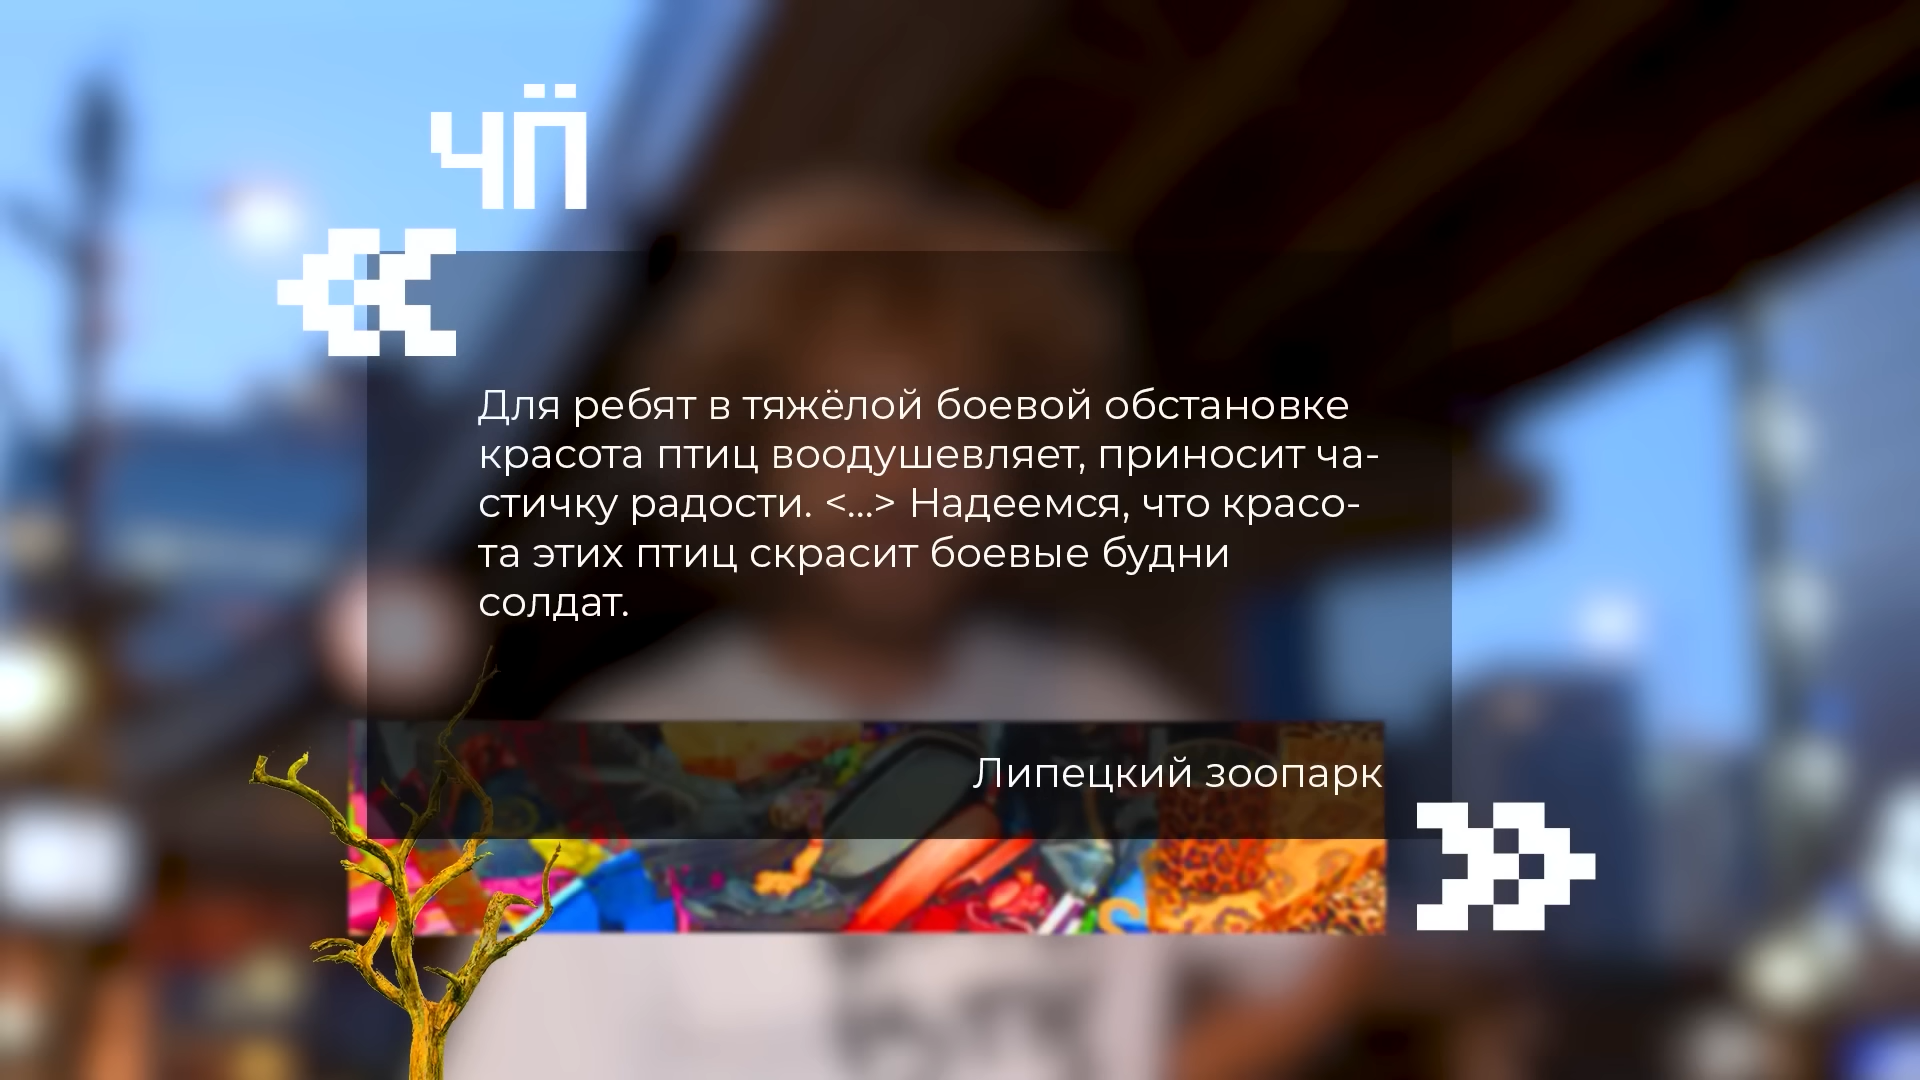 ЧП̈
«
Для ребят в тяжёлой боевой обстановке
красота птиц воодушевляет, приносит ча-
стичку радости. <...> Надеемся, что красо-
та этих птиц скрасит боевые будни
солдат.
Липецкий зоопарк
»